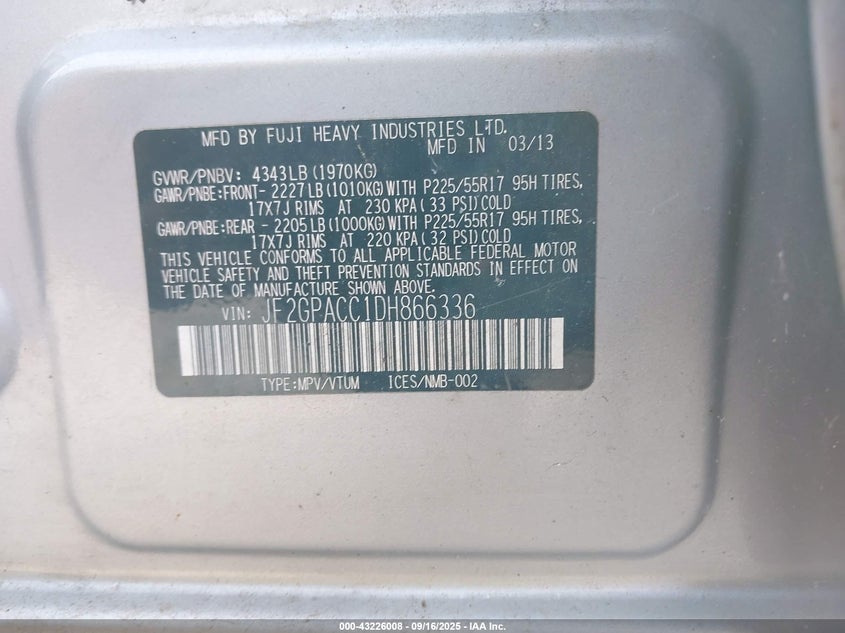 MFD BY FUJI HEAVY INDUSTRIES LTD.
MFD IN 03/13
GVWR/PNBV: 4343LB (1970KG)
GAWR/PNBE:FRONT- 2227LB (1010KG) WITH P225/55R17 95H TIRES,
17X7J RIMS AT 230 KPA (33 PSI) COLD
GAWR/PNBE:REAR - 2205LB (1000KG) WITH P225/55R17 95H TIRES,
17X7J RIMS AT 220 KPA (32 PSI) COLD
THIS VEHICLE CONFORMS TO ALL APPLICABLE FEDERAL MOTOR
VEHICLE SAFETY AND THEFT PREVENTION STANDARDS IN EFFECT ON
THE DATE OF MANUFACTURE SHOWN ABOVE.
VIN: JF2GPACC1DH866336
TYPE:MPV/VTUM ICES/NMB-002
000-43226008 - 09/16/2025 - IAA Inc.